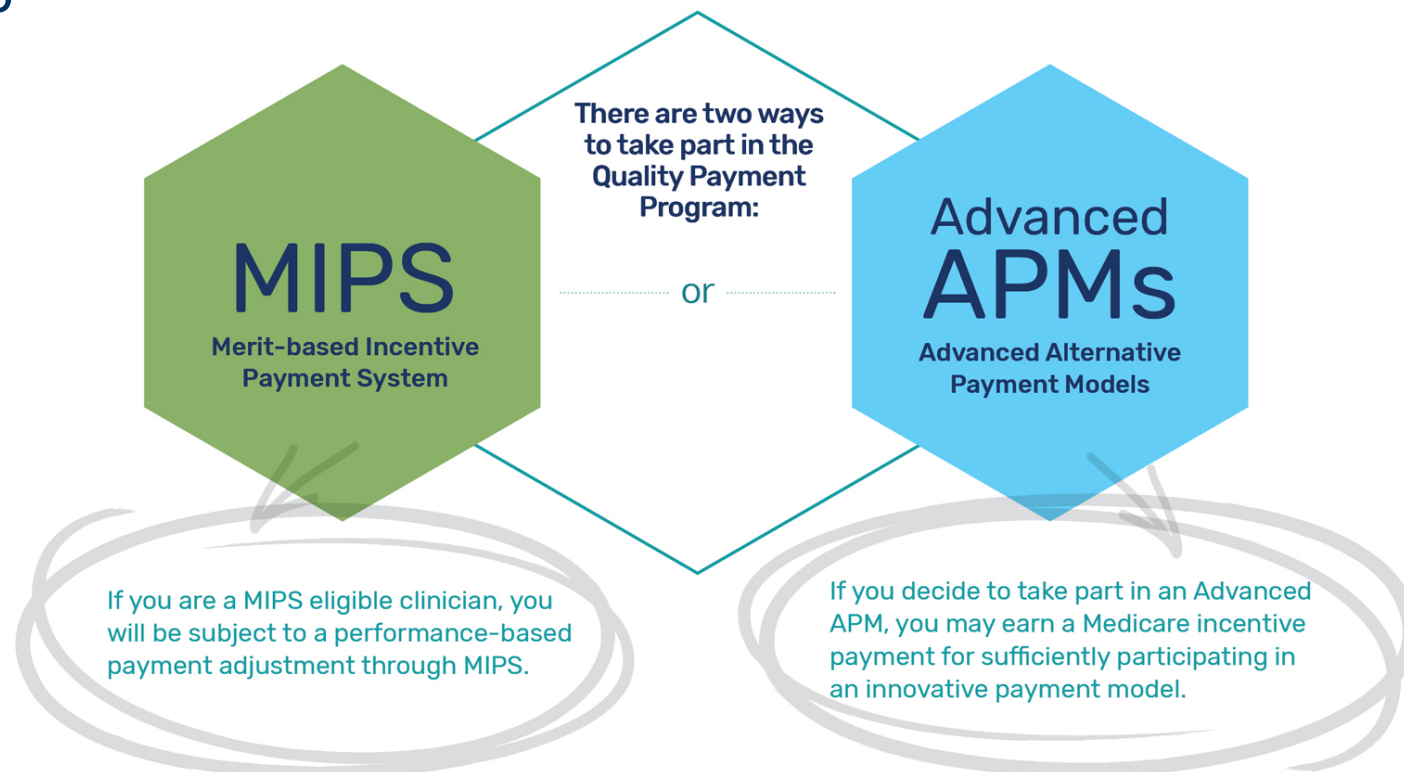 There are two ways
to take part in the
Quality Payment
Program:
MIPS
Merit-based Incentive
Payment System
or
Advanced
APMs
Advanced Alternative
Payment Models
If you are a MIPS eligible clinician, you
will be subject to a performance-based
payment adjustment through MIPS.
If you decide to take part in an Advanced
APM, you may earn a Medicare incentive
payment for sufficiently participating in
an innovative payment model.